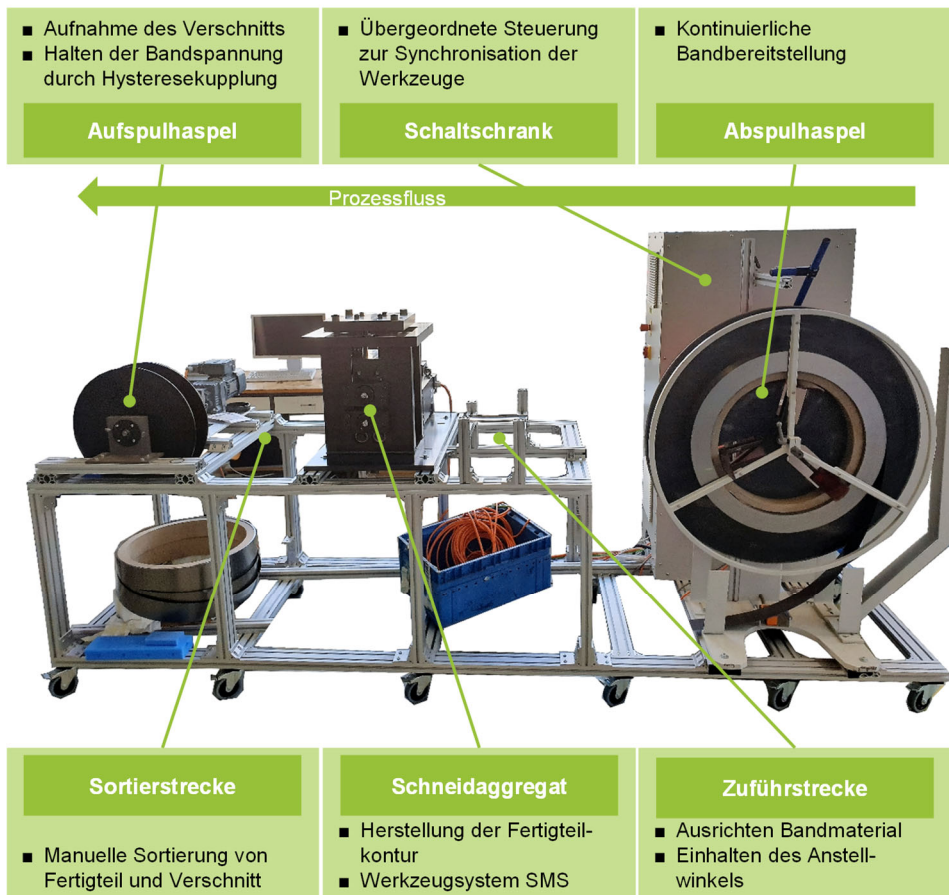 ■ Aufnahme des Verschnitts
■ Halten der Bandspannung
durch Hysteresekupplung
Aufspulhaspel
■ Übergeordnete Steuerung
zur Synchronisation der
Werkzeuge
Schaltschrank
■ Kontinuierliche
Bandbereitstellung
Abspulhaspel
Prozessfluss
Sortierstrecke
■ Manuelle Sortierung von
Fertigteil und Verschnitt
Schneidaggregat
■ Herstellung der Fertigteil-
kontur
■ Werkzeugsystem SMS
Zuführstrecke
■ Ausrichten Bandmaterial
■ Einhalten des Anstell-
winkels